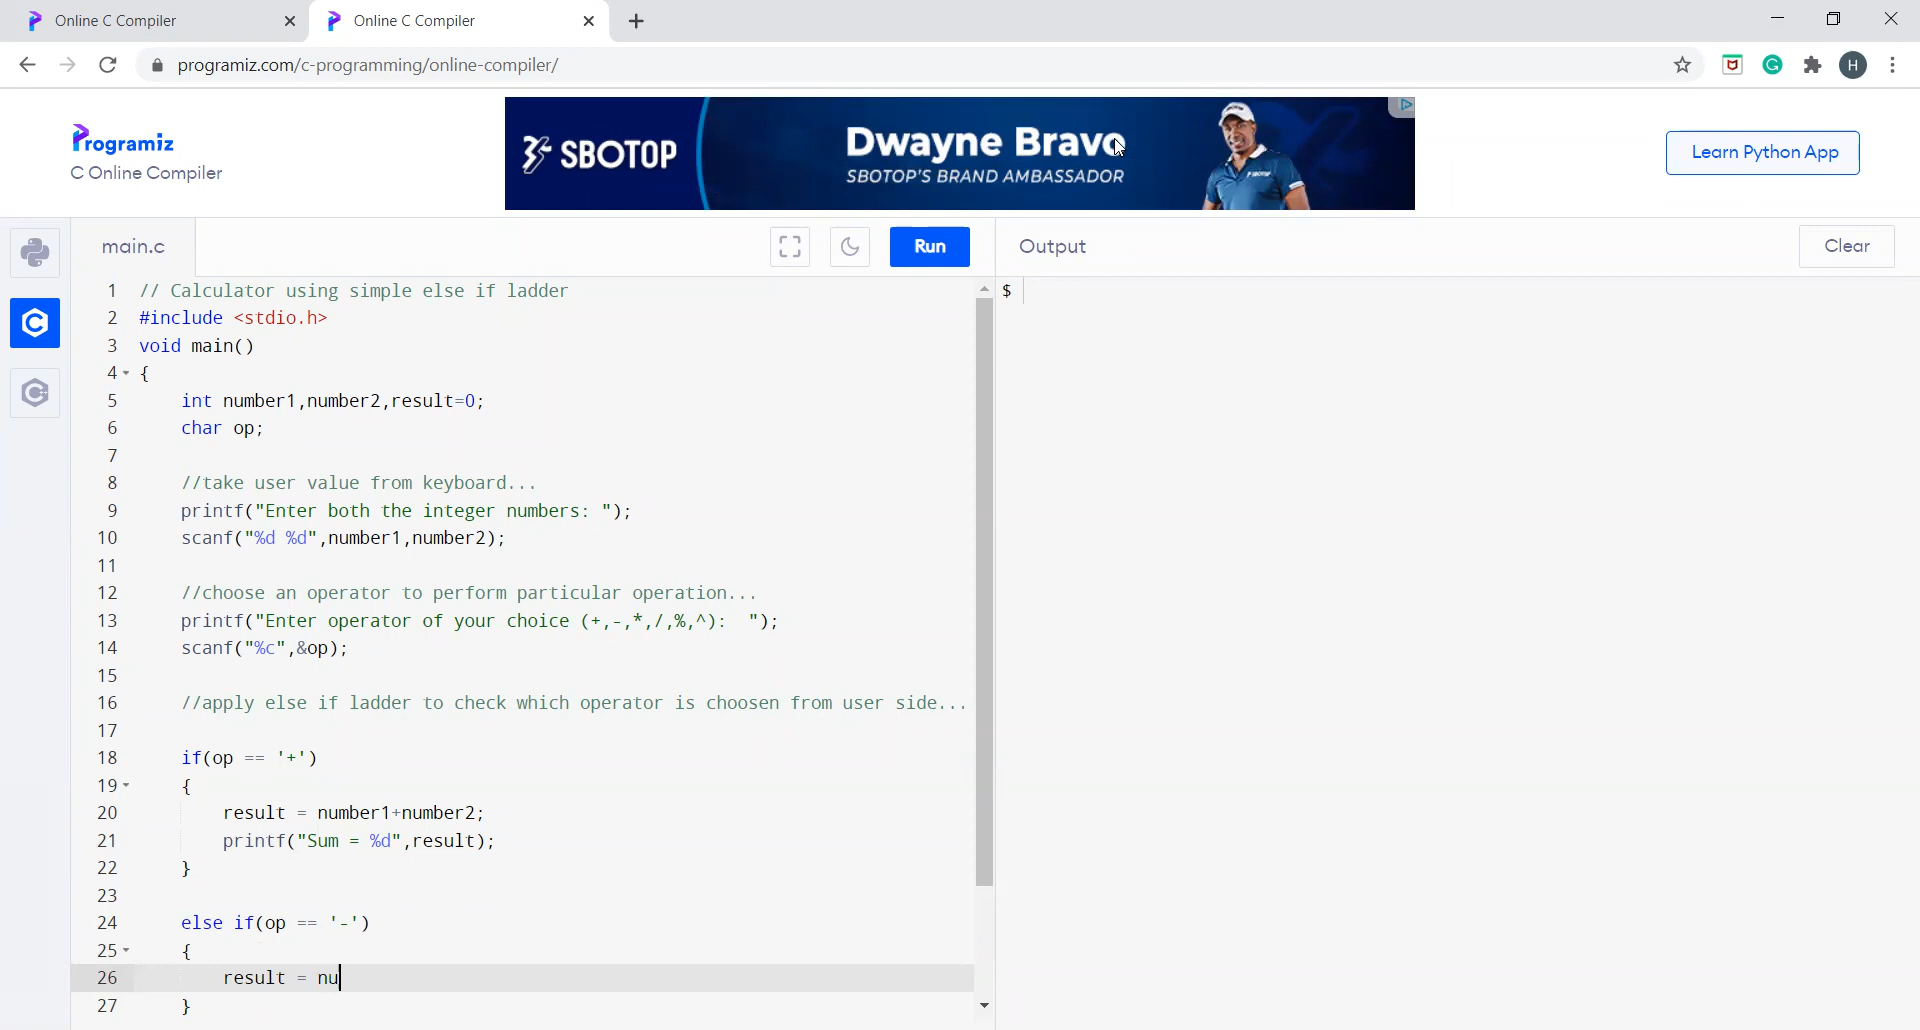 Online C Compiler
Online C Compiler
programiz.com/c-programming/online-compiler/
H
Programiz
C Online Compiler
SBOTOP
Dwayne Bravo
SBOTOP'S BRAND AMBASSADOR
Learn Python App
main.c
Run
Output
Clear
1 // Calculator using simple else if ladder
2 #include <stdio.h>
3 void main()
4 {
5 int number1,number2,result=0;
6 char op;
7
8 //take user value from keyboard...
9 printf("Enter both the integer numbers: ");
10 scanf("%d %d",number1,number2);
11
12 //choose an operator to perform particular operation...
13 printf("Enter operator of your choice (+,-,*,/,%,^):  ");
14 scanf("%c",&op);
15
16 //apply else if ladder to check which operator is choosen from user side...
17
18 if(op == '+')
19 {
20 result = number1+number2;
21 printf("Sum = %d",result);
22 }
23
24 else if(op == '-')
25 {
26 result = nu
27 }
$